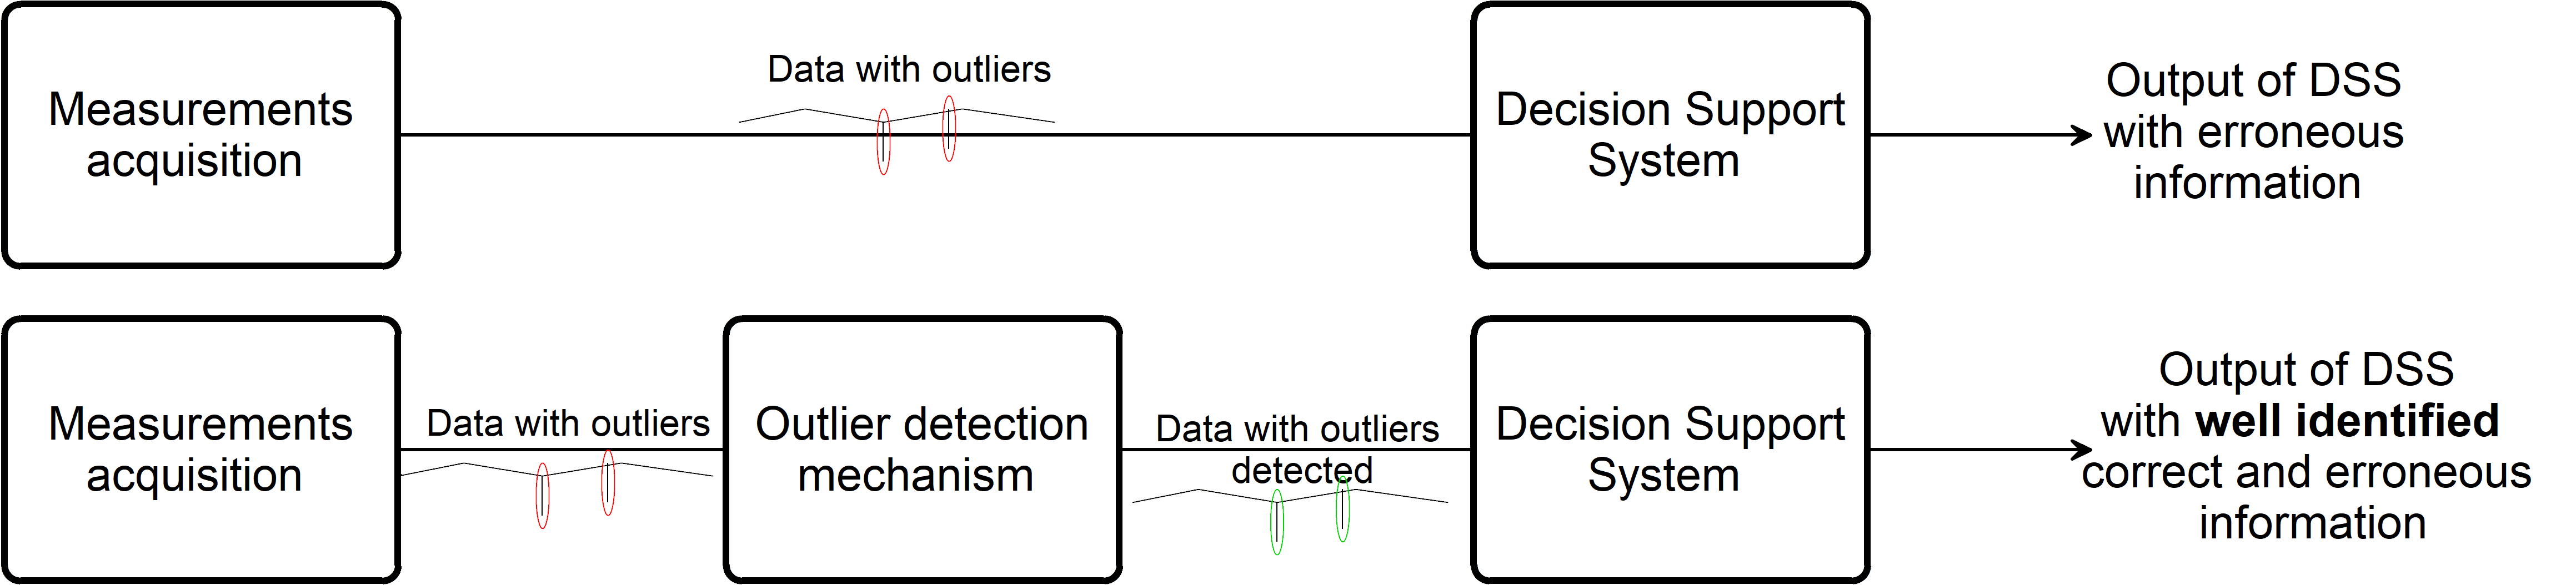 Measurements
acquisition
Data with outliers
Decision Support
System
Output of DSS
with erroneous
information
Measurements
acquisition
Data with outliers
Outlier detection
mechanism
Data with outliers
detected
Decision Support
System
Output of DSS
with well identified
correct and erroneous
information